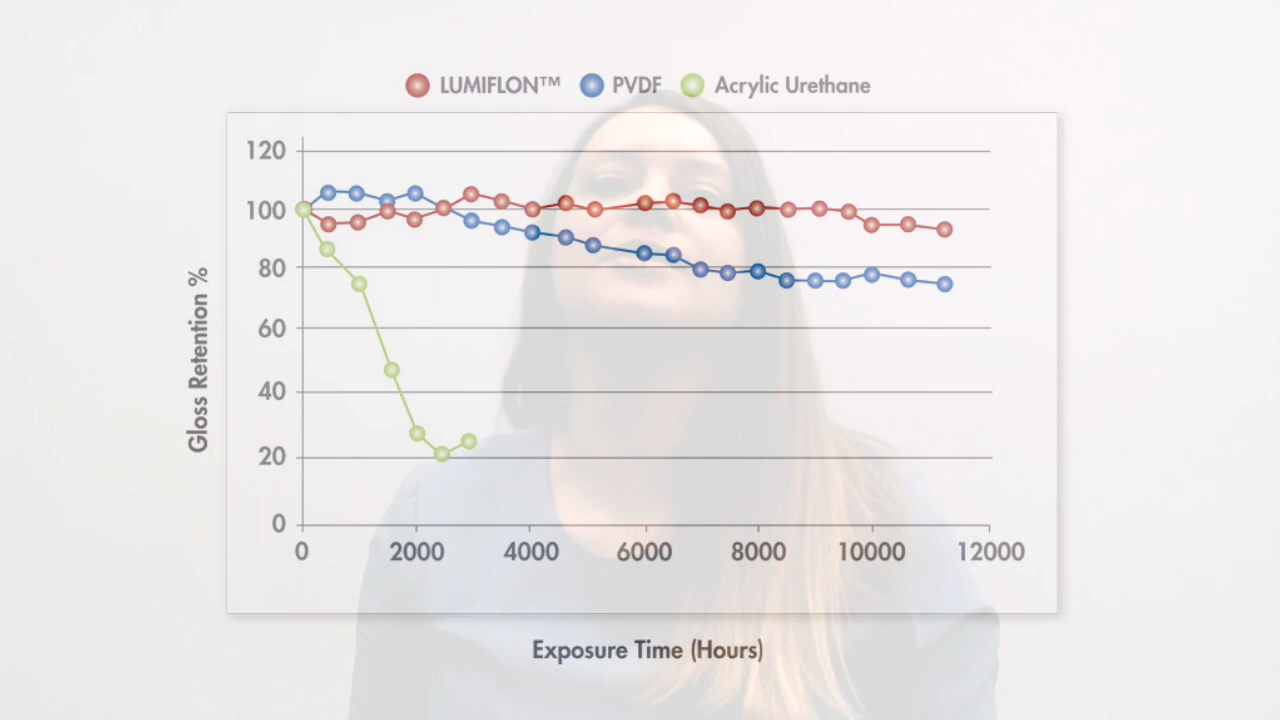 LUMIFLON™ PVDF Acrylic Urethane
120
100
80
60
40
20
0
Gloss Retention %
0 2000 4000 6000 8000 10000 12000
Exposure Time (Hours)